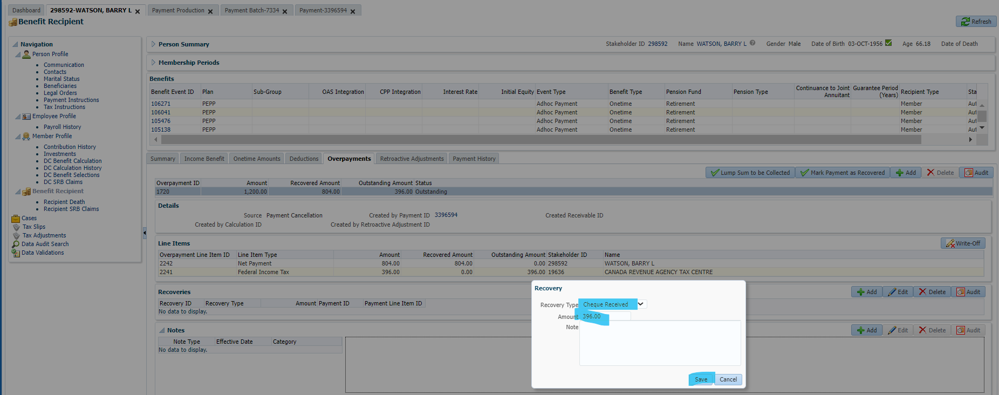 Dashboard 298592-WATSON, BARRY L Payment Production Payment Batch-7334 Payment-3396594
Benefit Recipient
Refresh
Navigation
Person Profile
Communication
Contacts
Marital Status
Beneficiaries
Legal Orders
Payment Instructions
Tax Instructions
Employee Profile
Payroll History
Member Profile
Contribution History
Investments
DC Benefit Calculation
DC Calculation History
DC Benefit Selections
DC SRB Claims
Benefit Recipient
Recipient Death
Recipient SRB Claims
Cases
Tax Slips
Tax Adjustments
Data Audit Search
Data Validations
Person Summary Stakeholder ID 298592 Name WATSON, BARRY L Gender Male Date of Birth 03-OCT-1956 Age 66.18 Date of Death
Membership Periods
Benefits
Benefit Event ID Plan Sub-Group OAS Integration CPP Integration Interest Rate Initial Equity Event Type Benefit Type Pension Fund Pension Type Continuance to Joint Annuitant Guarantee Period (Years) Recipient Type Sta
106271 PEPP Adhoc Payment Onetime Retirement Member Aut
106041 PEPP Adhoc Payment Onetime Retirement Member Aut
105476 PEPP Adhoc Payment Onetime Retirement Member Aut
105138 PEPP Adhoc Payment Onetime Retirement Member Aut
Summary Income Benefit Onetime Amounts Deductions Overpayments Retroactive Adjustments Payment History
Lump Sum to be Collected Mark Payment as Recovered Add Delete Audit
Overpayment ID Amount Recovered Amount Outstanding Amount Status
1720 1,200.00 804.00 396.00 Outstanding
Details
Source Payment Cancellation Created by Payment ID 3396594 Created Receivable ID
Created by Calculation ID Created by Retroactive Adjustment ID
Line Items Write-Off
Overpayment Line Item ID Line Item Type Amount Recovered Amount Outstanding Amount Stakeholder ID Name
2242 Net Payment 804.00 804.00 0.00 298592 WATSON, BARRY L
2241 Federal Income Tax 396.00 0.00 396.00 19636 CANADA REVENUE AGENCY TAX CENTRE
Recoveries Add Edit Delete Audit
Recovery ID Recovery Type Amount Payment ID Payment Line Item ID
No data to display.
Notes Add Edit Delete Audit
Note Type Effective Date Category
No data to display.
Recovery
Recovery Type Cheque Received
Amount 396.00
Note
Save Cancel